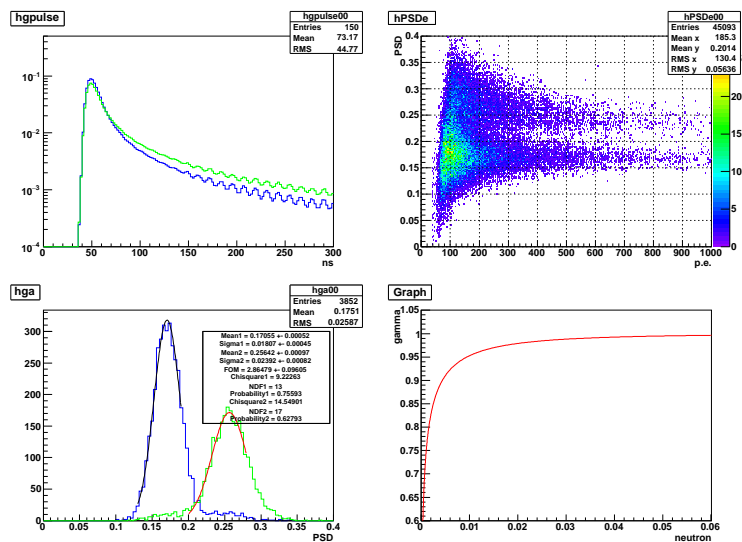 hgpulse
hgpulse00
Entries 150
Mean 73.17
RMS 44.77
10⁻¹
10⁻²
10⁻³
10⁻⁴
0 50 100 150 200 250 300
ns
hPSDe
hPSDe00
Entries 45093
Mean x 185.3
Mean y 0.2014
RMS x 130.4
RMS y 0.05636
PSD
0.4
0.35
0.3
0.25
0.2
0.15
0.1
0.05
0
0 100 200 300 400 500 600 700 800 900 1000
p.e.
20
15
10
5
0
hga
hga00
Entries 3852
Mean 0.1751
RMS 0.02587
Mean1 = 0.17055 +- 0.00052
Sigma1 = 0.01807 +- 0.00045
Mean2 = 0.25642 +- 0.00097
Sigma2 = 0.02392 +- 0.00082
FOM = 2.86479 +- 0.09605
Chisquare1 = 9.22263
NDF1 = 13
Probability1 = 0.75593
Chisquare2 = 14.54901
NDF2 = 17
Probability2 = 0.62793
300
250
200
150
100
50
0
0 0.05 0.1 0.15 0.2 0.25 0.3 0.35 0.4
PSD
Graph
gamma
1.05
1
0.95
0.9
0.85
0.8
0.75
0.7
0.65
0.6
0 0.01 0.02 0.03 0.04 0.05 0.06
neutron